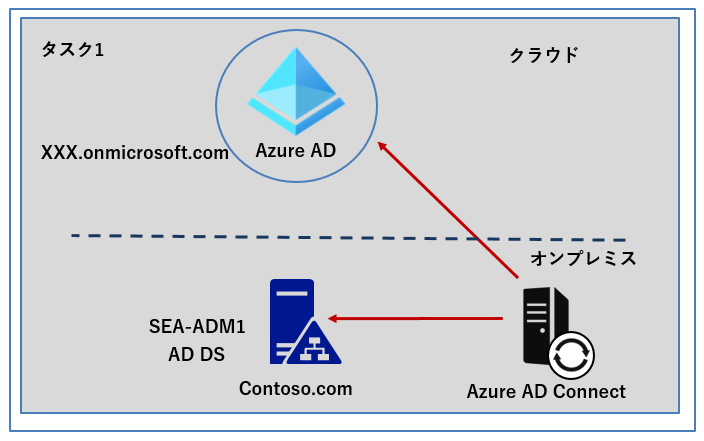 タスク1
クラウド
Azure AD
XXX.onmicrosoft.com
オンプレミス
SEA-ADM1
AD DS
Contoso.com
Azure AD Connect